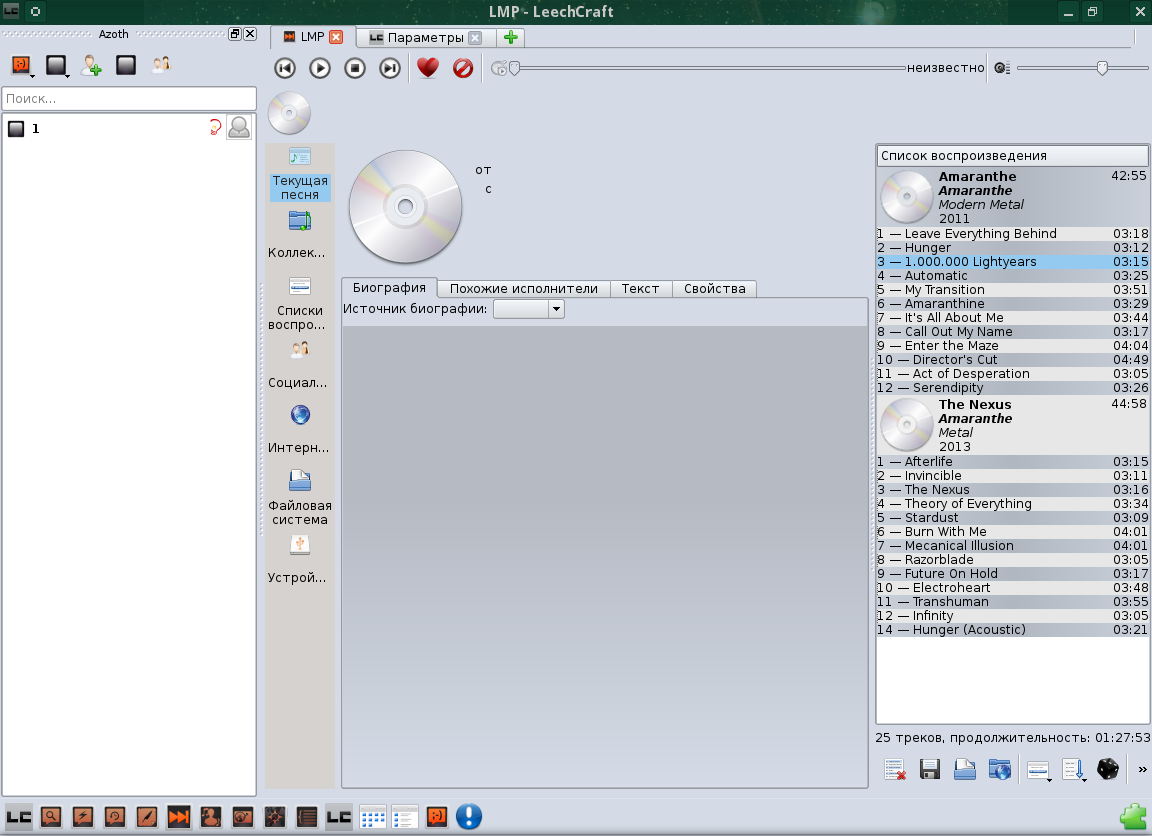 LC
LMP - LeechCraft
Azoth
LMP
LC Параметры
неизвестно
Поиск...
1
Текущая
песня
Коллек...
Списки
воспро...
Социал...
Интерн...
Файловая
система
Устрой...
от
с
Биография
Похожие исполнители
Текст
Свойства
Источник биографии:
Список воспроизведения
Amaranthe 42:55
Amaranthe
Modern Metal
2011
1 — Leave Everything Behind 03:18
2 — Hunger 03:12
3 — 1.000.000 Lightyears 03:15
4 — Automatic 03:25
5 — My Transition 03:51
6 — Amaranthine 03:29
7 — It's All About Me 03:44
8 — Call Out My Name 03:17
9 — Enter the Maze 04:04
10 — Director's Cut 04:49
11 — Act of Desperation 03:05
12 — Serendipity 03:26
The Nexus 44:58
Amaranthe
Metal
2013
1 — Afterlife 03:15
2 — Invincible 03:11
3 — The Nexus 03:16
4 — Theory of Everything 03:34
5 — Stardust 03:09
6 — Burn With Me 04:01
7 — Mecanical Illusion 04:01
8 — Razorblade 03:05
9 — Future On Hold 03:17
10 — Electroheart 03:48
11 — Transhuman 03:55
12 — Infinity 03:05
14 — Hunger (Acoustic) 03:21
25 треков, продолжительность: 01:27:53
»
LC
LC